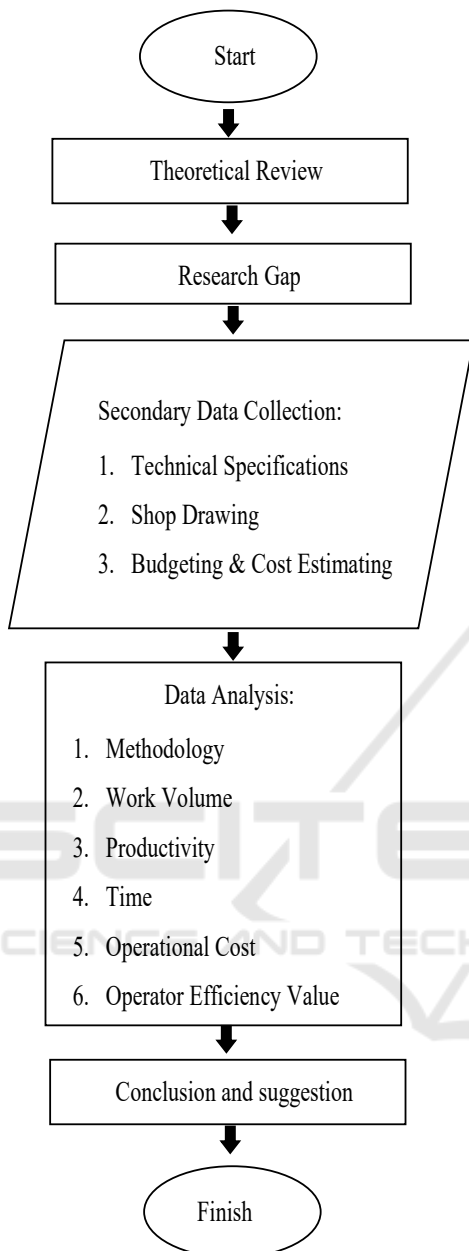 Start
Theoretical Review
Research Gap
Secondary Data Collection:
1. Technical Specifications
2. Shop Drawing
3. Budgeting & Cost Estimating
Data Analysis:
1. Methodology
2. Work Volume
3. Productivity
4. Time
5. Operational Cost
6. Operator Efficiency Value
Conclusion and suggestion
Finish